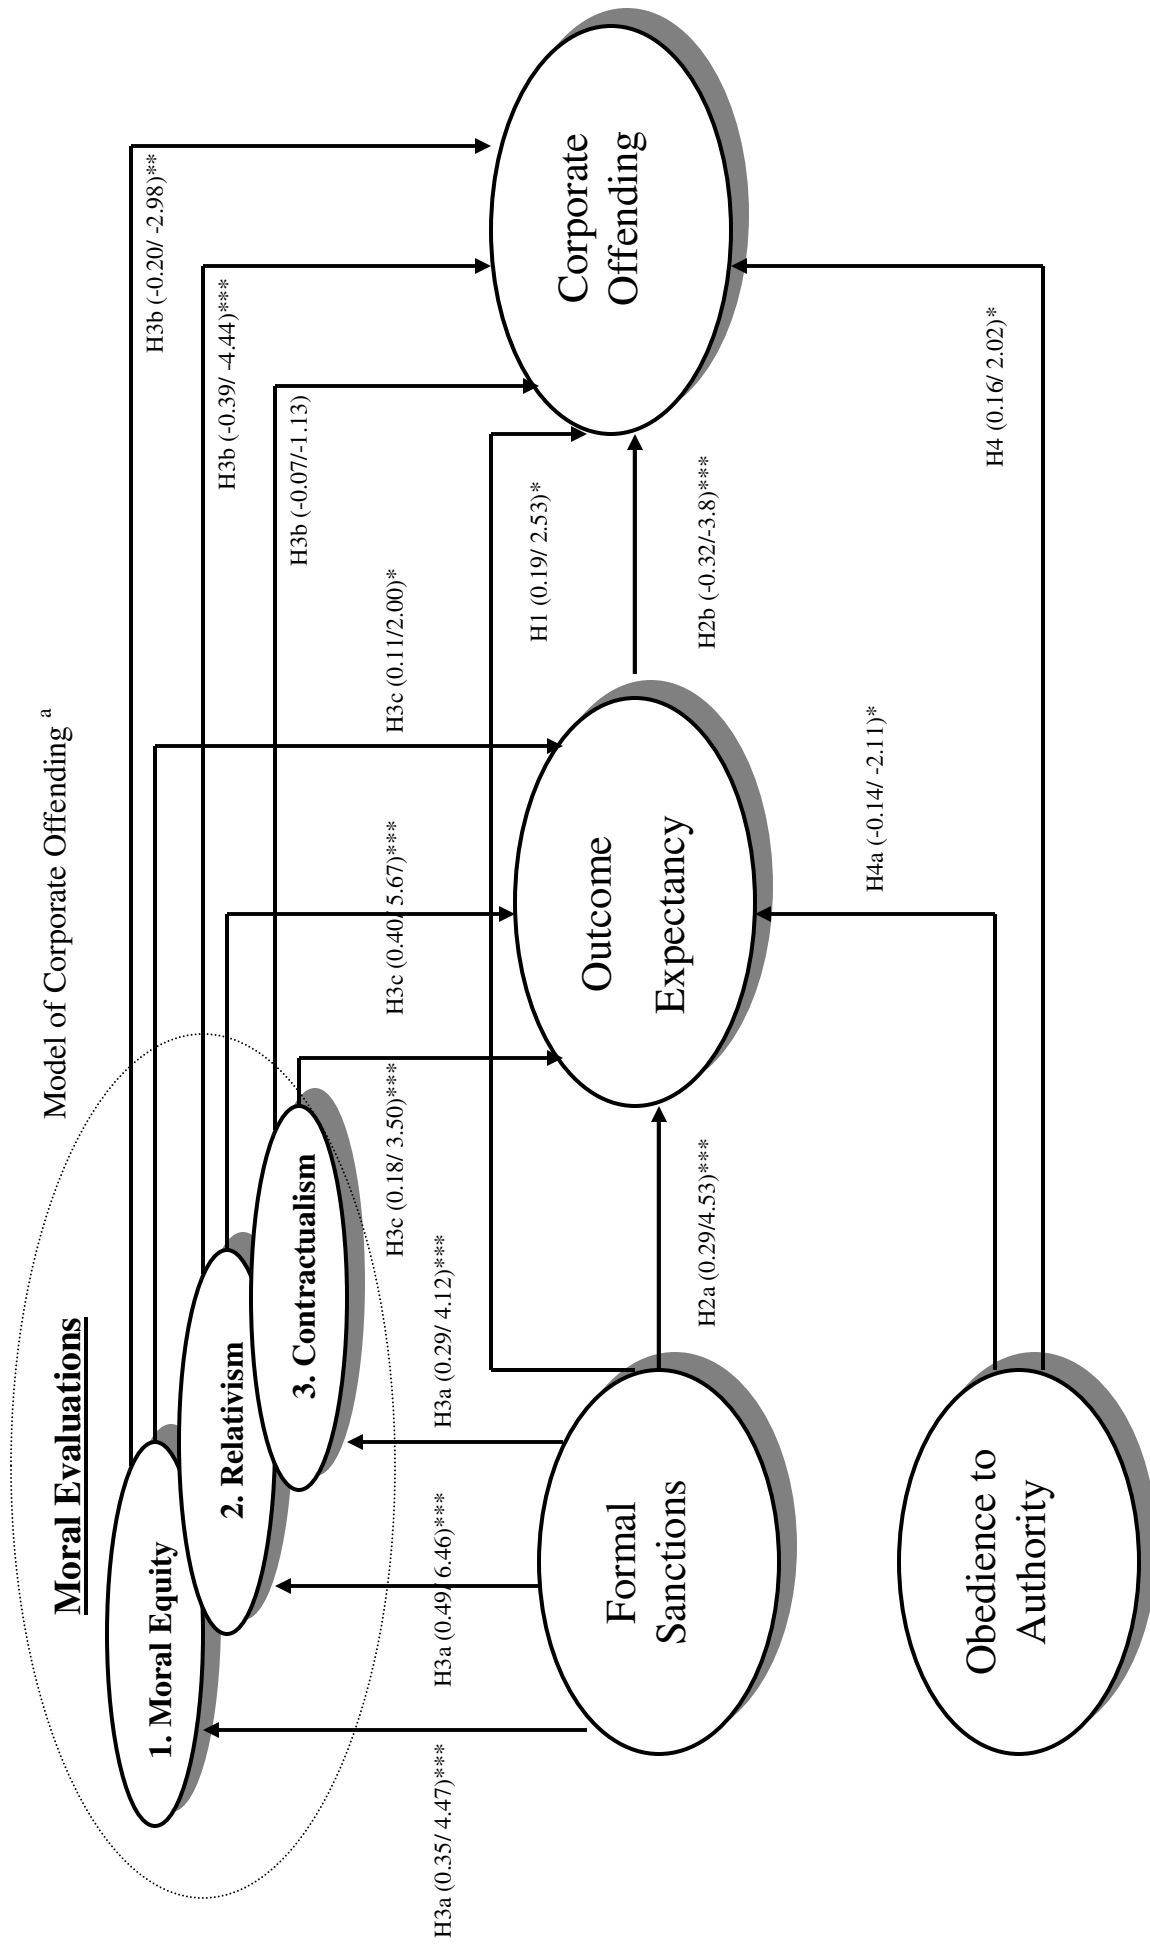 Model of Corporate Offending a
Moral Evaluations
1. Moral Equity
2. Relativism
3. Contractualism
H3b (-0.20/ -2.98)**
H3b (-0.39/ -4.44)***
H3b (-0.07/-1.13)
H3a (0.35/ 4.47)***
H3a (0.49/ 6.46)***
H3a (0.29/ 4.12)***
H3c (0.18/ 3.50)***
H3c (0.40/ 5.67)***
H3c (0.11/2.00)*
H1 (0.19/ 2.53)*
Formal
Sanctions
H2a (0.29/4.53)***
Outcome
Expectancy
H2b (-0.32/-3.8)***
Corporate
Offending
H4a (-0.14/ -2.11)*
H4 (0.16/ 2.02)*
Obedience to
Authority